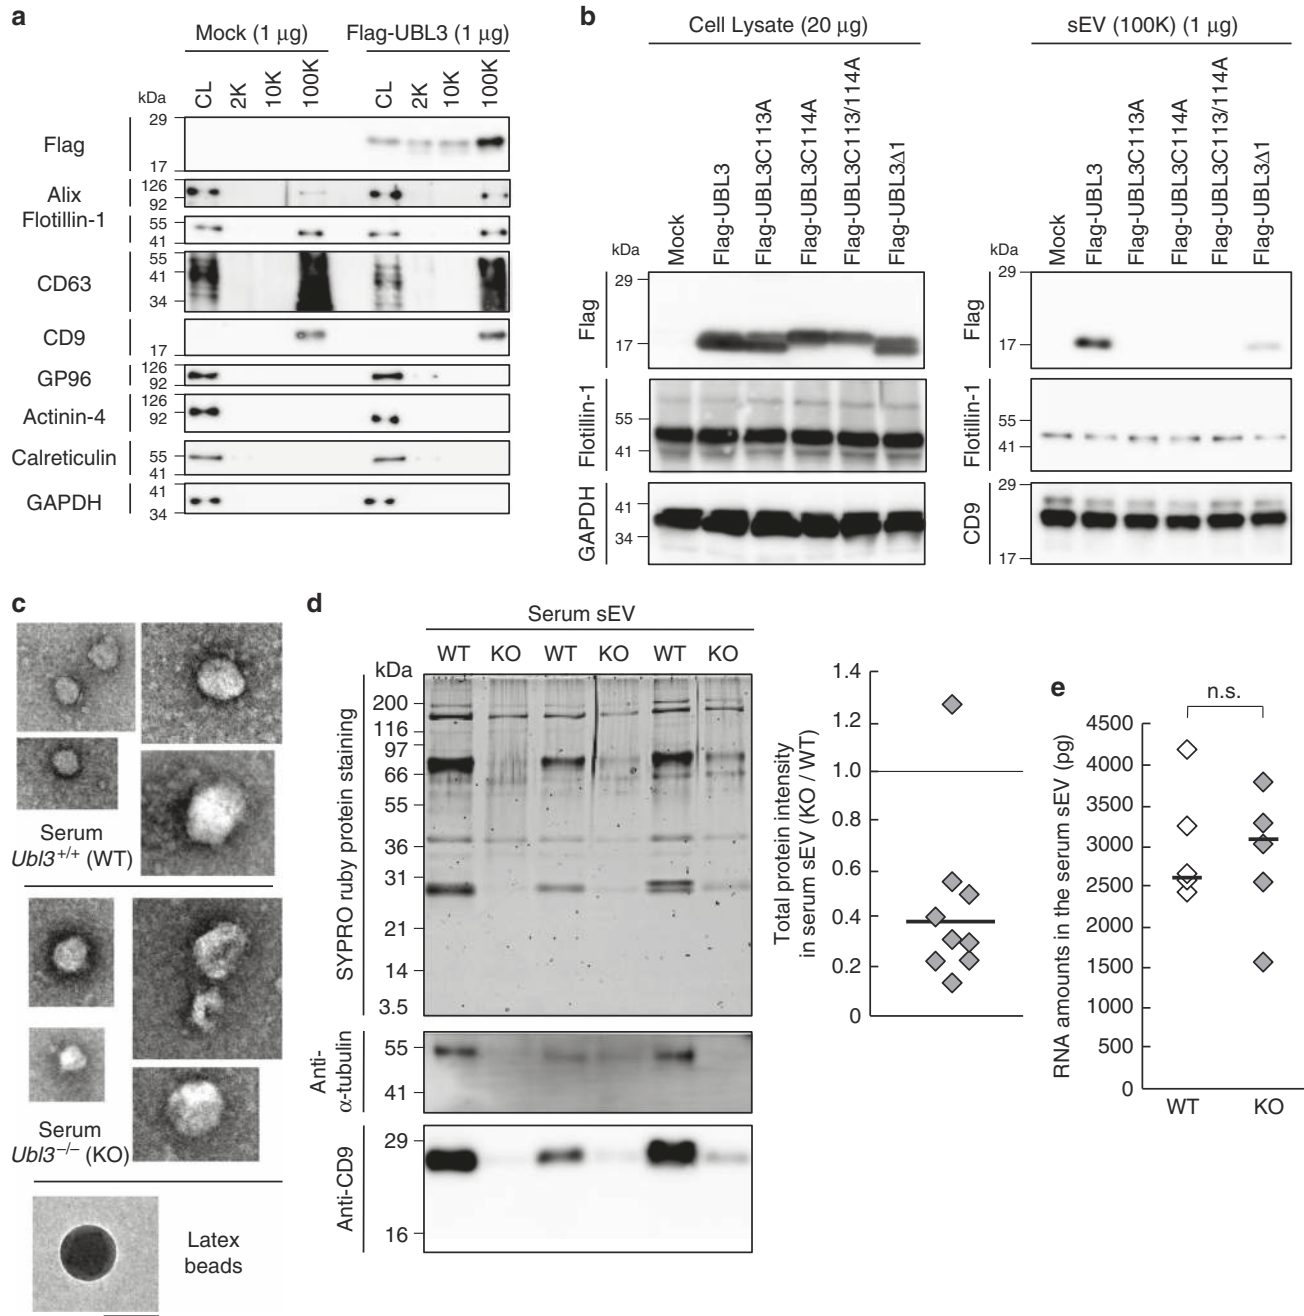 a
Mock (1 µg)
Flag-UBL3 (1 µg)
kDa
CL
2K
10K
100K
CL
2K
10K
100K
Flag
29
17
Alix
126
92
Flotillin-1
55
41
CD63
55
41
34
CD9
17
GP96
126
92
Actinin-4
126
92
Calreticulin
55
41
GAPDH
41
34
b
Cell Lysate (20 µg)
kDa
Mock
Flag-UBL3
Flag-UBL3C113A
Flag-UBL3C114A
Flag-UBL3C113/114A
Flag-UBL3Δ1
Flag
29
17
Flotillin-1
55
41
GAPDH
41
34
sEV (100K) (1 µg)
kDa
Mock
Flag-UBL3
Flag-UBL3C113A
Flag-UBL3C114A
Flag-UBL3C113/114A
Flag-UBL3Δ1
Flag
29
17
Flotillin-1
55
41
CD9
29
17
c
Serum
Ubl3+/+ (WT)
Serum
Ubl3–/– (KO)
Latex
beads
d
Serum sEV
kDa
WT
KO
WT
KO
WT
KO
SYPRO ruby protein staining
200
116
97
66
55
36
31
21
14
3.5
Anti-
α-tubulin
55
41
Anti-CD9
29
16
Total protein intensity
in serum sEV (KO / WT)
1.4
1.2
1.0
0.8
0.6
0.4
0.2
0
e
n.s.
RNA amounts in the serum sEV (pg)
4500
4000
3500
3000
2500
2000
1500
1000
500
0
WT
KO